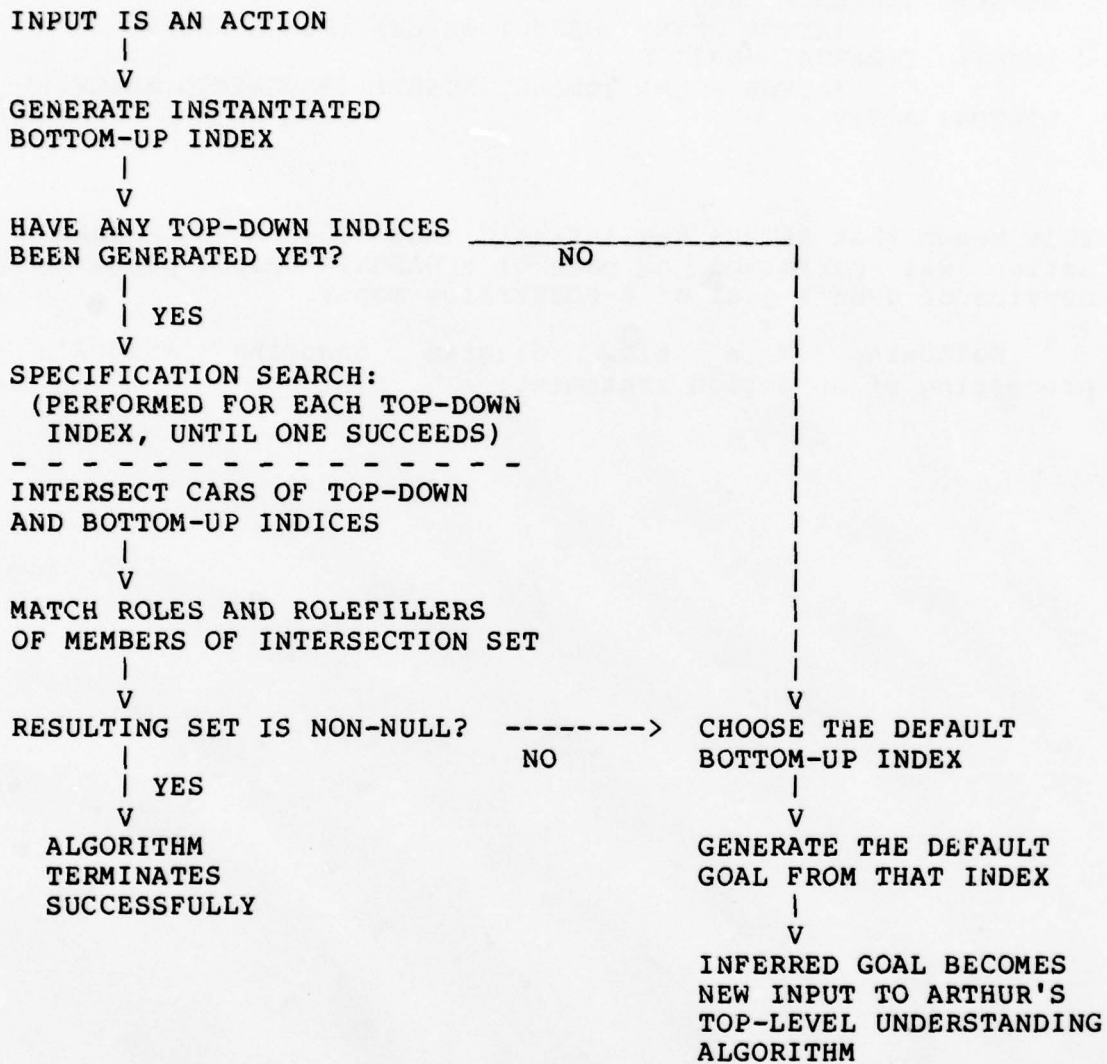 INPUT IS AN ACTION
GENERATE INSTANTIATED
BOTTOM-UP INDEX
HAVE ANY TOP-DOWN INDICES
BEEN GENERATED YET?
NO
YES
SPECIFICATION SEARCH:
(PERFORMED FOR EACH TOP-DOWN
INDEX, UNTIL ONE SUCCEEDS)
INTERSECT CARS OF TOP-DOWN
AND BOTTOM-UP INDICES
MATCH ROLES AND ROLEFILLERS
OF MEMBERS OF INTERSECTION SET
RESULTING SET IS NON-NULL?
NO
YES
ALGORITHM
TERMINATES
SUCCESSFULLY
CHOOSE THE DEFAULT
BOTTOM-UP INDEX
GENERATE THE DEFAULT
GOAL FROM THAT INDEX
INFERRED GOAL BECOMES
NEW INPUT TO ARTHUR'S
TOP-LEVEL UNDERSTANDING
ALGORITHM